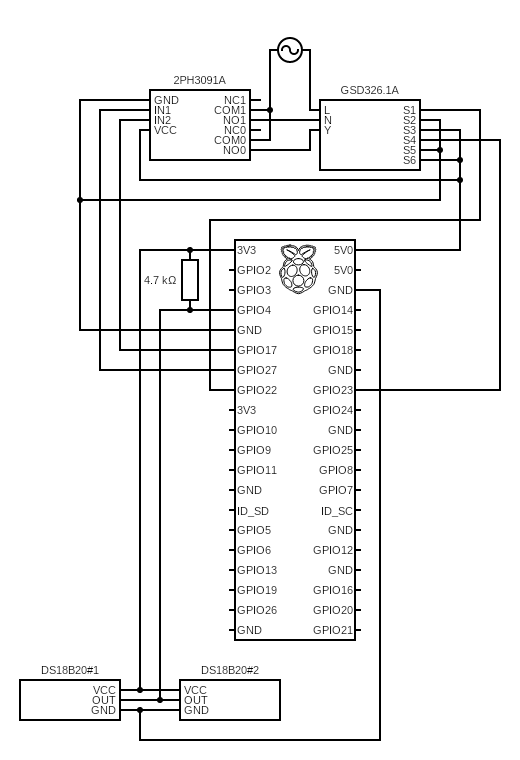 2PH3091A
GND
IN1
IN2
VCC
NC1
COM1
NO1
NC0
COM0
NO0
GSD326.1A
L
N
Y
S1
S2
S3
S4
S5
S6
4.7 kΩ
3V3
GPIO2
GPIO3
GPIO4
GND
GPIO17
GPIO27
GPIO22
3V3
GPIO10
GPIO9
GPIO11
GND
ID_SD
GPIO5
GPIO6
GPIO13
GPIO19
GPIO26
GND
5V0
5V0
GND
GPIO14
GPIO15
GPIO18
GND
GPIO23
GPIO24
GND
GPIO25
GPIO8
GPIO7
ID_SC
GND
GPIO12
GND
GPIO16
GPIO20
GPIO21
DS18B20#1
VCC
OUT
GND
DS18B20#2
VCC
OUT
GND